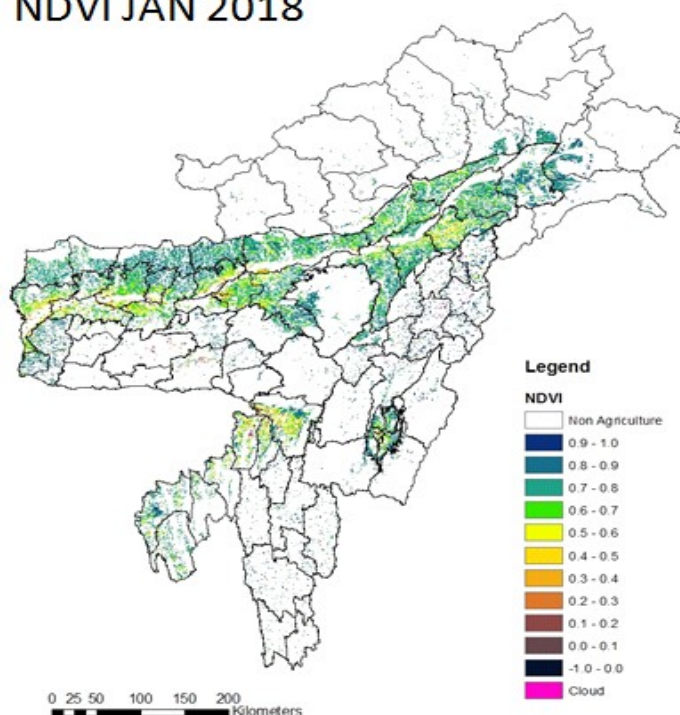 NDVI JAN 2018
Legend
NDVI
Non Agriculture
0.9 - 1.0
0.8 - 0.9
0.7 - 0.8
0.6 - 0.7
0.5 - 0.6
0.4 - 0.5
0.3 - 0.4
0.2 - 0.3
0.1 - 0.2
0.0 - 0.1
-1.0 - 0.0
Cloud
0 25 50 100 150 200
Kilometers